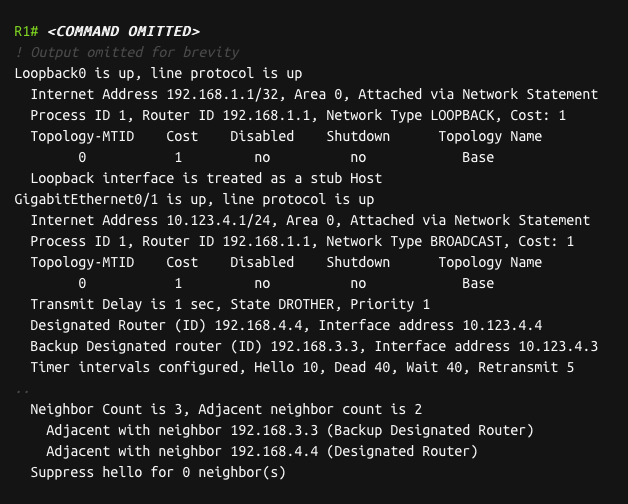 R1# <COMMAND OMITTED>
! Output omitted for brevity
Loopback0 is up, line protocol is up
  Internet Address 192.168.1.1/32, Area 0, Attached via Network Statement
  Process ID 1, Router ID 192.168.1.1, Network Type LOOPBACK, Cost: 1
  Topology-MTID    Cost    Disabled    Shutdown      Topology Name
        0           1         no          no            Base
  Loopback interface is treated as a stub Host
GigabitEthernet0/1 is up, line protocol is up
  Internet Address 10.123.4.1/24, Area 0, Attached via Network Statement
  Process ID 1, Router ID 192.168.1.1, Network Type BROADCAST, Cost: 1
  Topology-MTID    Cost    Disabled    Shutdown      Topology Name
        0           1         no          no            Base
  Transmit Delay is 1 sec, State DROTHER, Priority 1
  Designated Router (ID) 192.168.4.4, Interface address 10.123.4.4
  Backup Designated router (ID) 192.168.3.3, Interface address 10.123.4.3
  Timer intervals configured, Hello 10, Dead 40, Wait 40, Retransmit 5
..
  Neighbor Count is 3, Adjacent neighbor count is 2
    Adjacent with neighbor 192.168.3.3 (Backup Designated Router)
    Adjacent with neighbor 192.168.4.4 (Designated Router)
  Suppress hello for 0 neighbor(s)